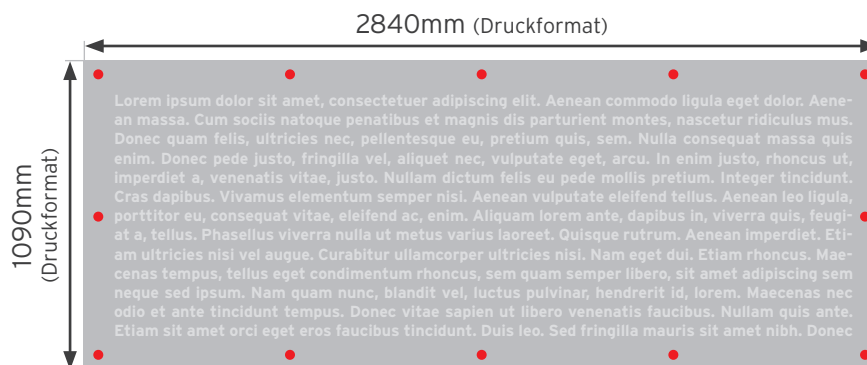 2840mm (Druckformat)
1090mm
(Druckformat)
Lorem ipsum dolor sit amet, consectetuer adipiscing elit. Aenean commodo ligula eget dolor. Aene-
an massa. Cum sociis natoque penatibus et magnis dis parturient montes, nascetur ridiculus mus.
Donec quam felis, ultricies nec, pellentesque eu, pretium quis, sem. Nulla consequat massa quis
enim. Donec pede justo, fringilla vel, aliquet nec, vulputate eget, arcu. In enim justo, rhoncus ut,
imperdiet a, venenatis vitae, justo. Nullam dictum felis eu pede mollis pretium. Integer tincidunt.
Cras dapibus. Vivamus elementum semper nisi. Aenean vulputate eleifend tellus. Aenean leo ligula,
porttitor eu, consequat vitae, eleifend ac, enim. Aliquam lorem ante, dapibus in, viverra quis, feugi-
at a, tellus. Phasellus viverra nulla ut metus varius laoreet. Quisque rutrum. Aenean imperdiet. Eti-
am ultricies nisi vel augue. Curabitur ullamcorper ultricies nisi. Nam eget dui. Etiam rhoncus. Mae-
cenas tempus, tellus eget condimentum rhoncus, sem quam semper libero, sit amet adipiscing sem
neque sed ipsum. Nam quam nunc, blandit vel, luctus pulvinar, hendrerit id, lorem. Maecenas nec
odio et ante tincidunt tempus. Donec vitae sapien ut libero venenatis faucibus. Nullam quis ante.
Etiam sit amet orci eget eros faucibus tincidunt. Duis leo. Sed fringilla mauris sit amet nibh. Donec